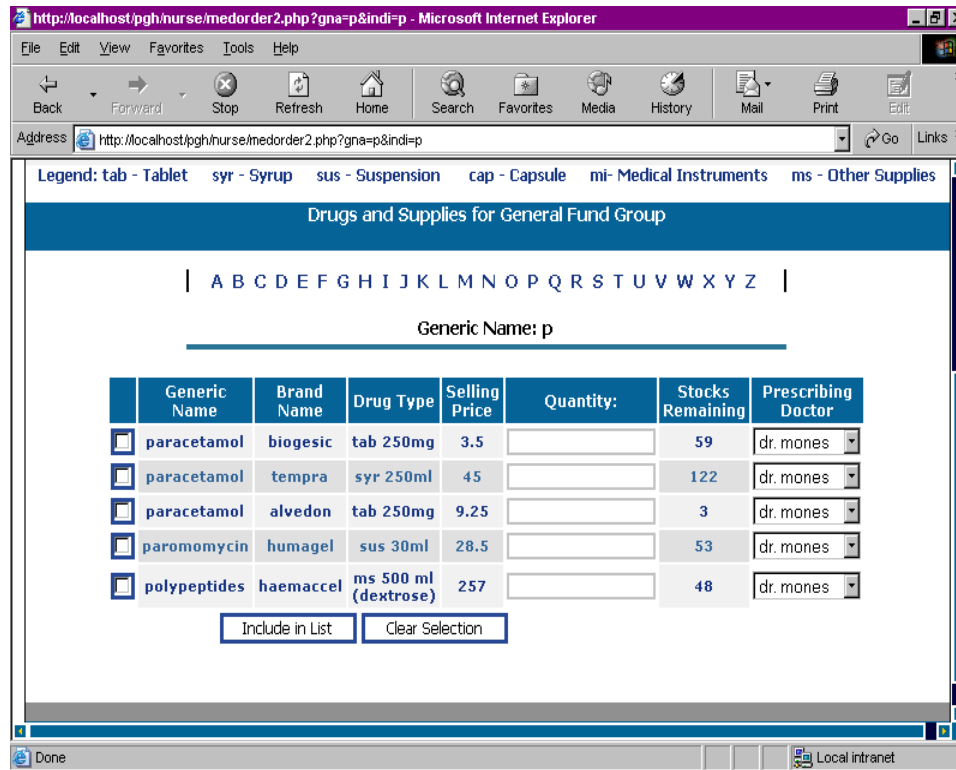 http://localhost/pgh/nurse/medorder2.php?gna=p&indi=p - Microsoft Internet Explorer
File Edit View Favorites Tools Help
Back Forward Stop Refresh Home Search Favorites Media History Mail Print Edit
Address http://localhost/pgh/nurse/medorder2.php?gna=p&indi=p Go Links
Legend: tab - Tablet syr - Syrup sus - Suspension cap - Capsule mi- Medical Instruments ms - Other Supplies
Drugs and Supplies for General Fund Group
| A B C D E F G H I J K L M N O P Q R S T U V W X Y Z |
Generic Name: p
Generic Name Brand Name Drug Type Selling Price Quantity: Stocks Remaining Prescribing Doctor
paracetamol biogesic tab 250mg 3.5 59 dr. mones
paracetamol tempra syr 250ml 45 122 dr. mones
paracetamol alvedon tab 250mg 9.25 3 dr. mones
paromomycin humagel sus 30ml 28.5 53 dr. mones
polypeptides haemaccel ms 500 ml (dextrose) 257 48 dr. mones
Include in List Clear Selection
Done Local intranet